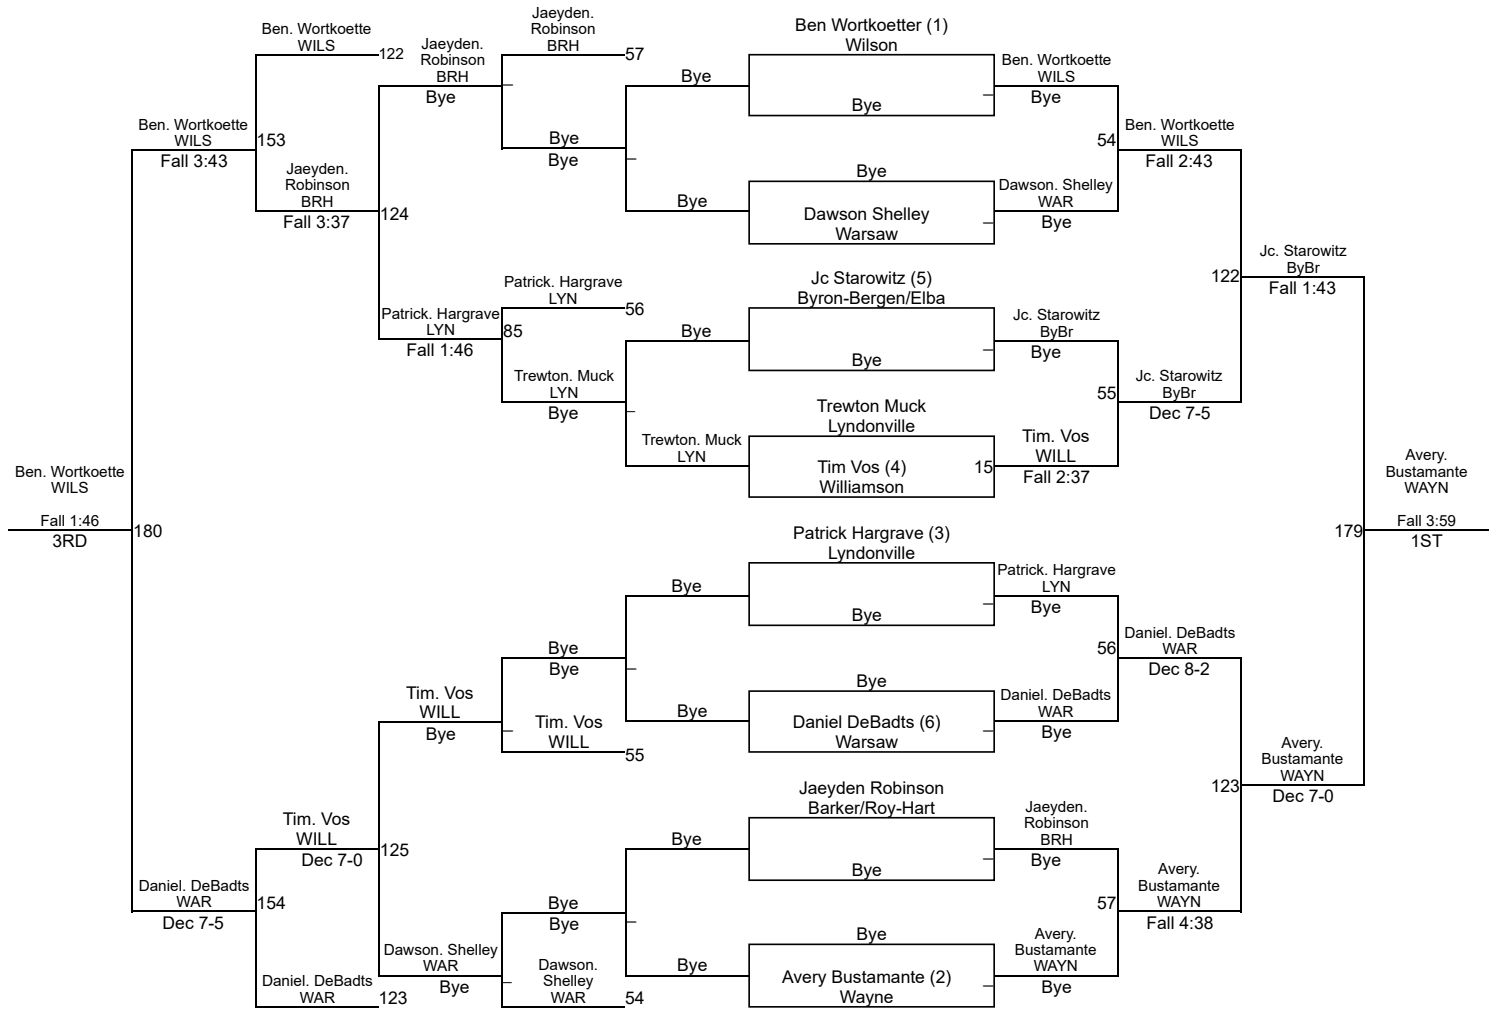 Ben. Wortkoette
WILS
122
Jaeyden.
Robinson
BRH
Bye
Jaeyden.
Robinson
BRH
57
Bye
Ben Wortkoetter (1)
Wilson
Bye
Ben. Wortkoette
WILS
Bye
Ben. Wortkoette
WILS
Fall 3:43
153
Bye
Bye
54
Ben. Wortkoette
WILS
Fall 2:43
Jaeyden.
Robinson
BRH
Fall 3:37
124
Bye
Bye
Dawson Shelley
Warsaw
Dawson. Shelley
WAR
Bye
Patrick. Hargrave
LYN
56
Jc Starowitz (5)
Byron-Bergen/Elba
Bye
122
Jc. Starowitz
ByBr
Fall 1:43
Patrick. Hargrave
LYN
Fall 1:46
85
Bye
Jc. Starowitz
ByBr
Bye
Trewton. Muck
LYN
Bye
Trewton Muck
Lyndonville
55
Jc. Starowitz
ByBr
Dec 7-5
Trewton. Muck
LYN
Tim Vos (4)
Williamson
15
Tim. Vos
WILL
Fall 2:37
Ben. Wortkoette
WILS
Fall 1:46
3RD
180
Avery.
Bustamante
WAYN
Fall 3:59
1ST
179
Patrick Hargrave (3)
Lyndonville
Bye
Bye
Patrick. Hargrave
LYN
Bye
Bye
Bye
56
Daniel. DeBadts
WAR
Dec 8-2
Tim. Vos
WILL
Bye
Tim. Vos
WILL
55
Bye
Bye
Daniel DeBadts (6)
Warsaw
Daniel. DeBadts
WAR
Bye
Tim. Vos
WILL
Dec 7-0
125
Bye
Jaeyden Robinson
Barker/Roy-Hart
Bye
Jaeyden.
Robinson
BRH
Bye
123
Avery.
Bustamante
WAYN
Dec 7-0
Daniel. DeBadts
WAR
Dec 7-5
154
Bye
Bye
57
Avery.
Bustamante
WAYN
Fall 4:38
Daniel. DeBadts
WAR
123
Dawson. Shelley
WAR
Bye
Dawson.
Shelley
WAR
54
Bye
Bye
Avery Bustamante (2)
Wayne
Avery.
Bustamante
WAYN
Bye